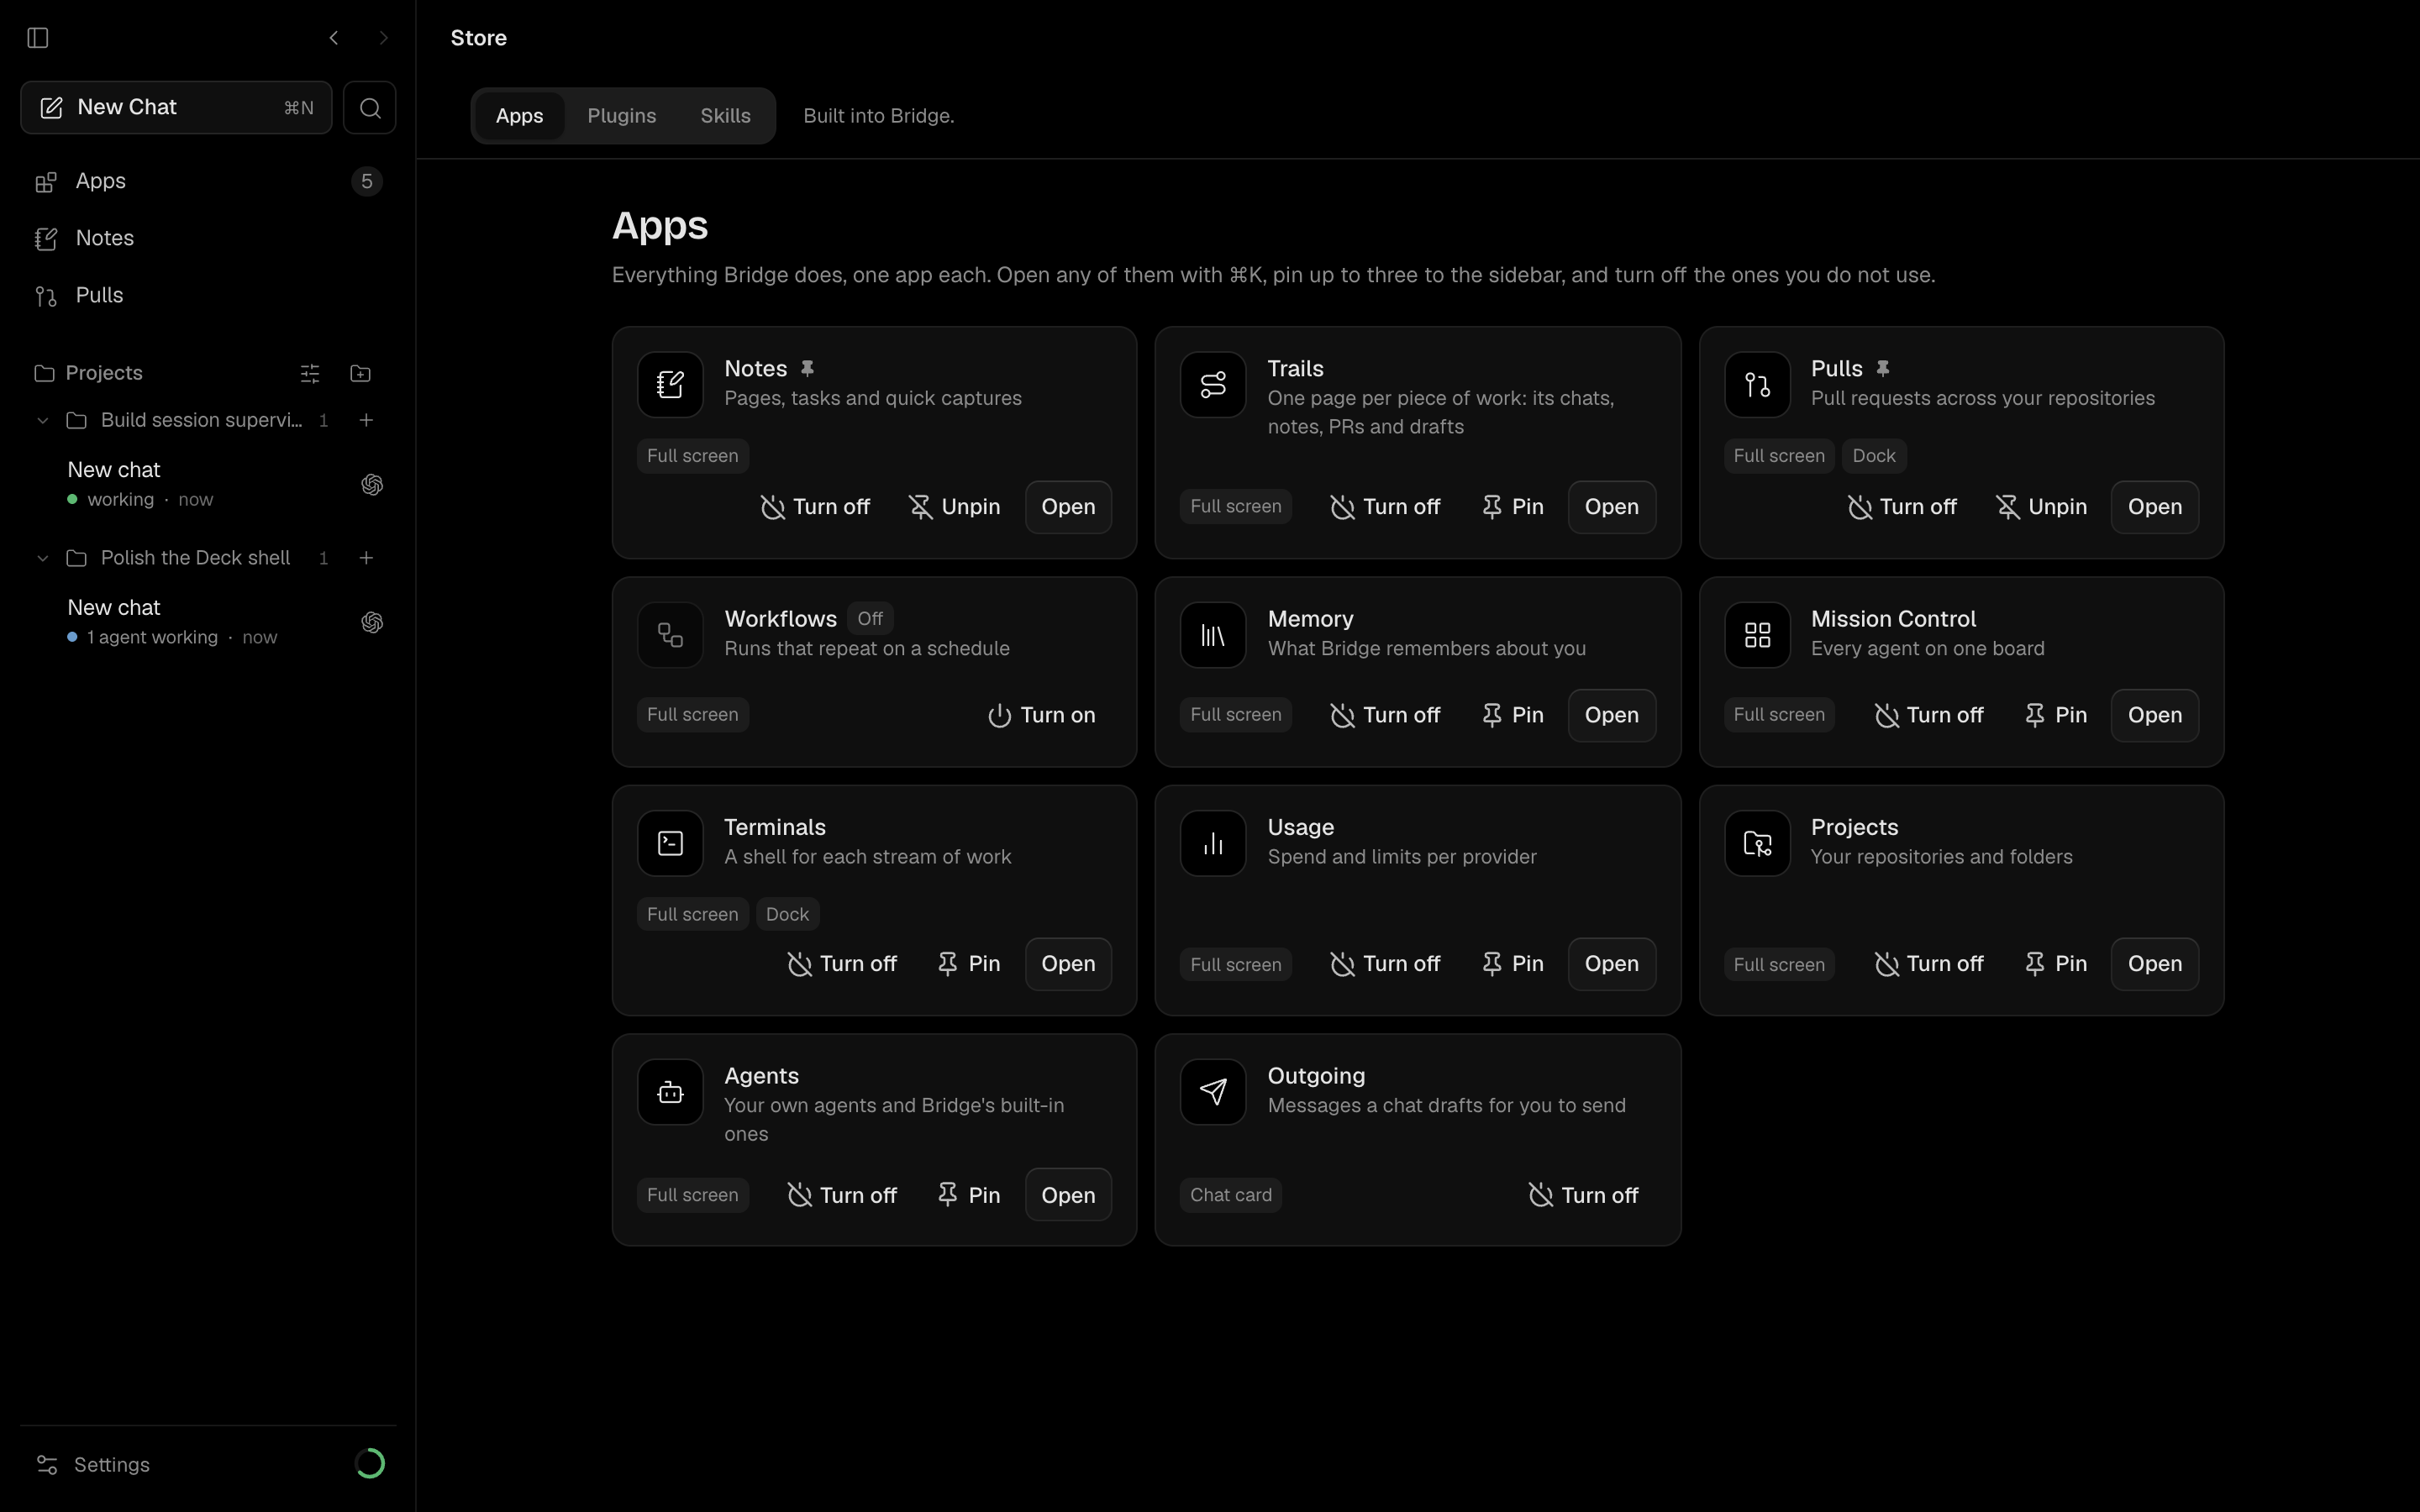 Store
New Chat ⌘N
Apps 5
Notes
Pulls
Projects
Build session supervi... 1
New chat
working · now
Polish the Deck shell 1
New chat
1 agent working · now
Settings
Apps Plugins Skills Built into Bridge.
Apps
Everything Bridge does, one app each. Open any of them with ⌘K, pin up to three to the sidebar, and turn off the ones you do not use.
Notes
Pages, tasks and quick captures
Full screen
Turn off Unpin Open
Trails
One page per piece of work: its chats,
notes, PRs and drafts
Full screen Turn off Pin Open
Pulls
Pull requests across your repositories
Full screen Dock
Turn off Unpin Open
Workflows Off
Runs that repeat on a schedule
Full screen Turn on
Memory
What Bridge remembers about you
Full screen Turn off Pin Open
Mission Control
Every agent on one board
Full screen Turn off Pin Open
Terminals
A shell for each stream of work
Full screen Dock
Turn off Pin Open
Usage
Spend and limits per provider
Full screen Turn off Pin Open
Projects
Your repositories and folders
Full screen Turn off Pin Open
Agents
Your own agents and Bridge's built-in
ones
Full screen Turn off Pin Open
Outgoing
Messages a chat drafts for you to send
Chat card Turn off